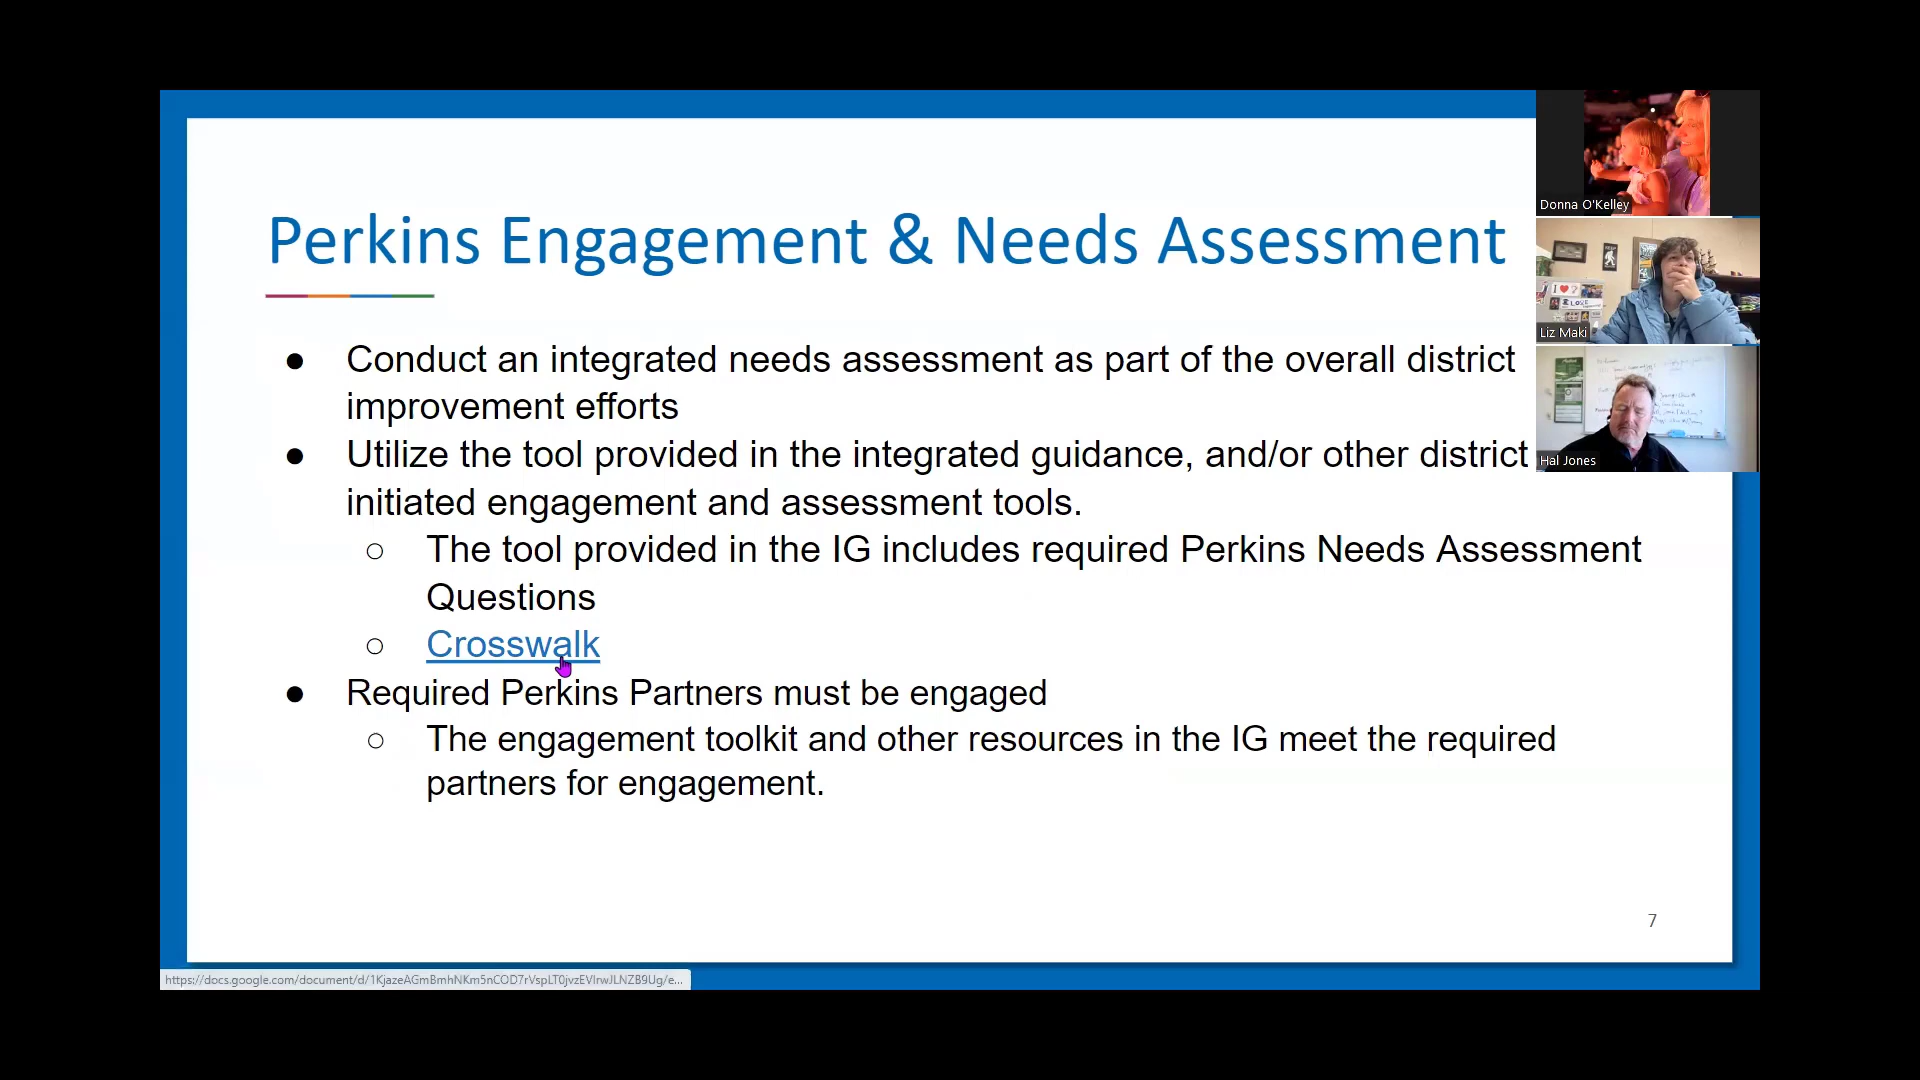 Perkins Engagement & Needs Assessment
● Conduct an integrated needs assessment as part of the overall district
improvement efforts
● Utilize the tool provided in the integrated guidance, and/or other district
initiated engagement and assessment tools.
○ The tool provided in the IG includes required Perkins Needs Assessment
Questions
○ Crosswalk
● Required Perkins Partners must be engaged
○ The engagement toolkit and other resources in the IG meet the required
partners for engagement.
7
Donna O'Kelley
I ❤ ?
Liz Maki
Hal Jones